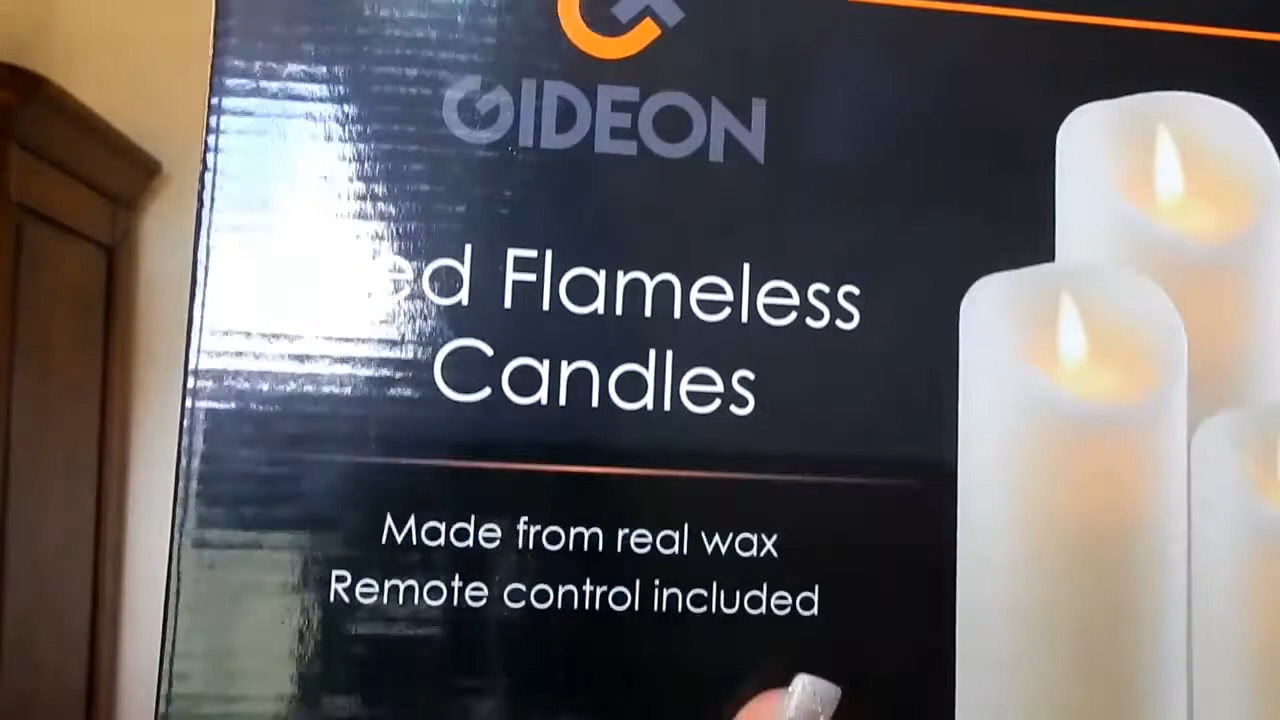 GIDEON
Flameless
Candles
Made from real wax
Remote control included